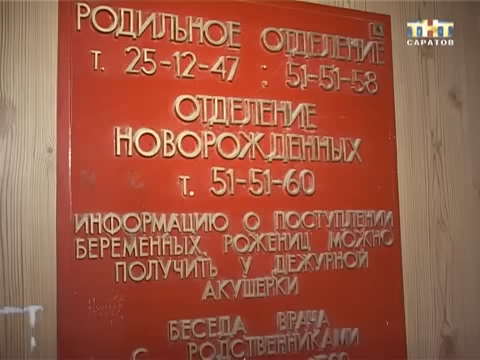 ТНТ
САРАТОВ
РОДИЛЬНОЕ ОТДЕЛЕНИЕ
т. 25-12-47 ; 51-51-58
ОТДЕЛЕНИЕ
НОВОРОЖДЕННЫХ
т. 51-51-60
ИНФОРМАЦИЮ О ПОСТУПЛЕНИИ
БЕРЕМЕННЫХ, РОЖЕНИЦ МОЖНО
ПОЛУЧИТЬ У ДЕЖУРНОЙ
АКУШЕРКИ
БЕСЕДА ВРАЧА
С РОДСТВЕННИКАМИ